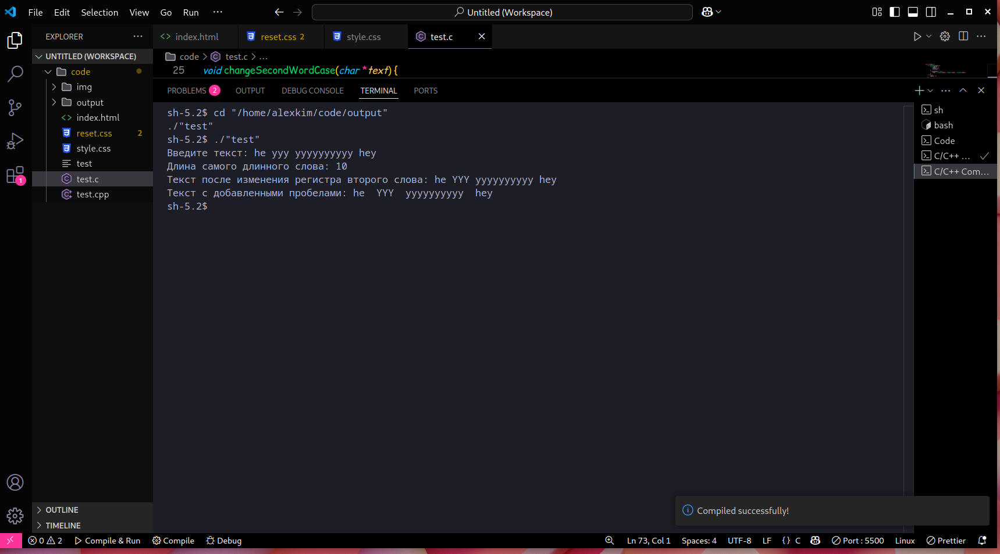 File Edit Selection View Go Run ···
Untitled (Workspace)
EXPLORER ···
index.html
reset.css 2
style.css
test.c
UNTITLED (WORKSPACE)
code
img
output
index.html
reset.css 2
style.css
test
test.c
test.cpp
code > test.c > ...
25 void changeSecondWordCase(char *text){
PROBLEMS 2 OUTPUT DEBUG CONSOLE TERMINAL PORTS
sh-5.2$ cd "/home/alexkim/code/output"
./"test"
sh-5.2$ ./"test"
Введите текст: he yyy yyyyyyyyyy hey
Длина самого длинного слова: 10
Текст после изменения регистра второго слова: he YYY yyyyyyyyyy hey
Текст с добавленными пробелами: he  YYY  yyyyyyyyyy  hey
sh-5.2$
sh
bash
Code
C/C++ ...
C/C++ Com...
1
OUTLINE
TIMELINE
Compiled successfully!
0 2 Compile & Run Compile Debug
Ln 73, Col 1 Spaces: 4 UTF-8 LF {} C Port : 5500 Linux Prettier